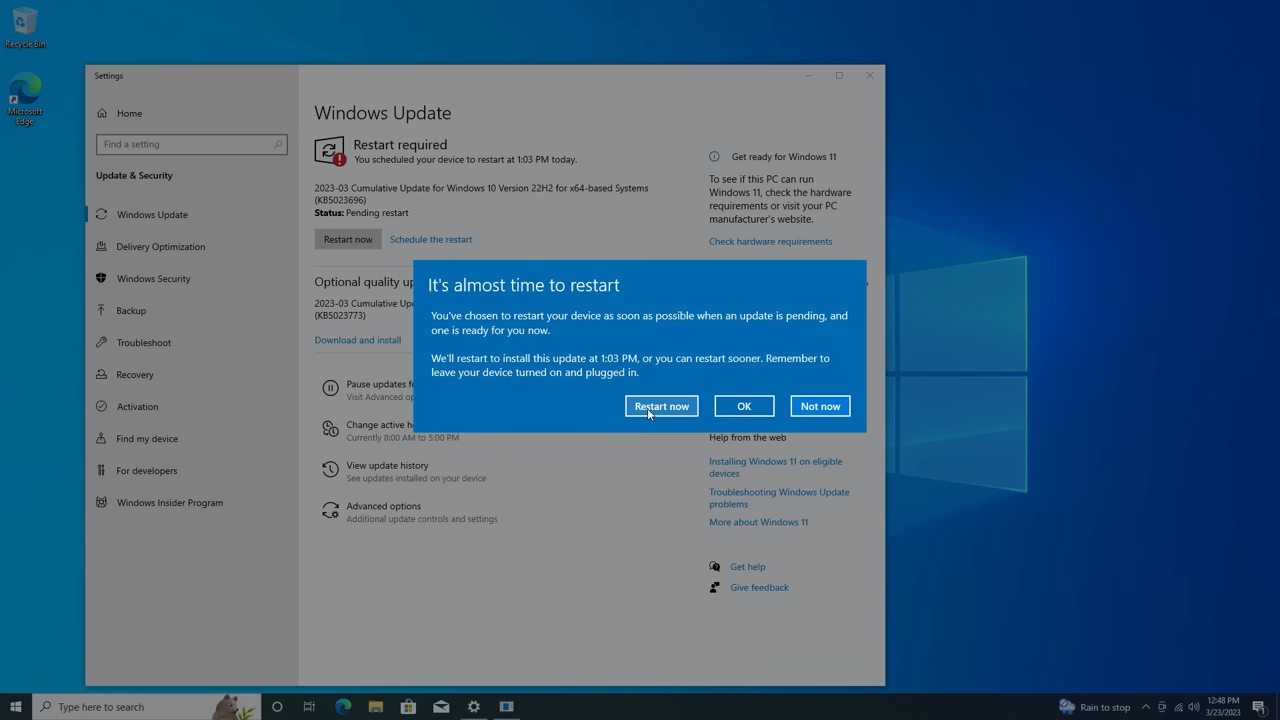 Recycle Bin
Microsoft
Edge
Settings
Home
Find a setting
Update & Security
Windows Update
Delivery Optimization
Windows Security
Backup
Troubleshoot
Recovery
Activation
Find my device
For developers
Windows Insider Program
Windows Update
Restart required
You scheduled your device to restart at 1:03 PM today.
2023-03 Cumulative Update for Windows 10 Version 22H2 for x64-based Systems
(KB5023696)
Status: Pending restart
Restart now
Schedule the restart
Optional quality up
2023-03 Cumulative Upd
(KB5023773)
Download and install
Pause updates f
Visit Advanced op
Change active h
Currently 8:00 AM to 5:00 PM
View update history
See updates installed on your device
Advanced options
Additional update controls and settings
Get ready for Windows 11
To see if this PC can run
Windows 11, check the hardware
requirements or visit your PC
manufacturer's website.
Check hardware requirements
It's almost time to restart
You've chosen to restart your device as soon as possible when an update is pending, and
one is ready for you now.
We'll restart to install this update at 1:03 PM, or you can restart sooner. Remember to
leave your device turned on and plugged in.
Restart now
OK
Not now
Help from the web
Installing Windows 11 on eligible
devices
Troubleshooting Windows Update
problems
More about Windows 11
Get help
Give feedback
Type here to search
Rain to stop
12:48 PM
3/23/2023
1